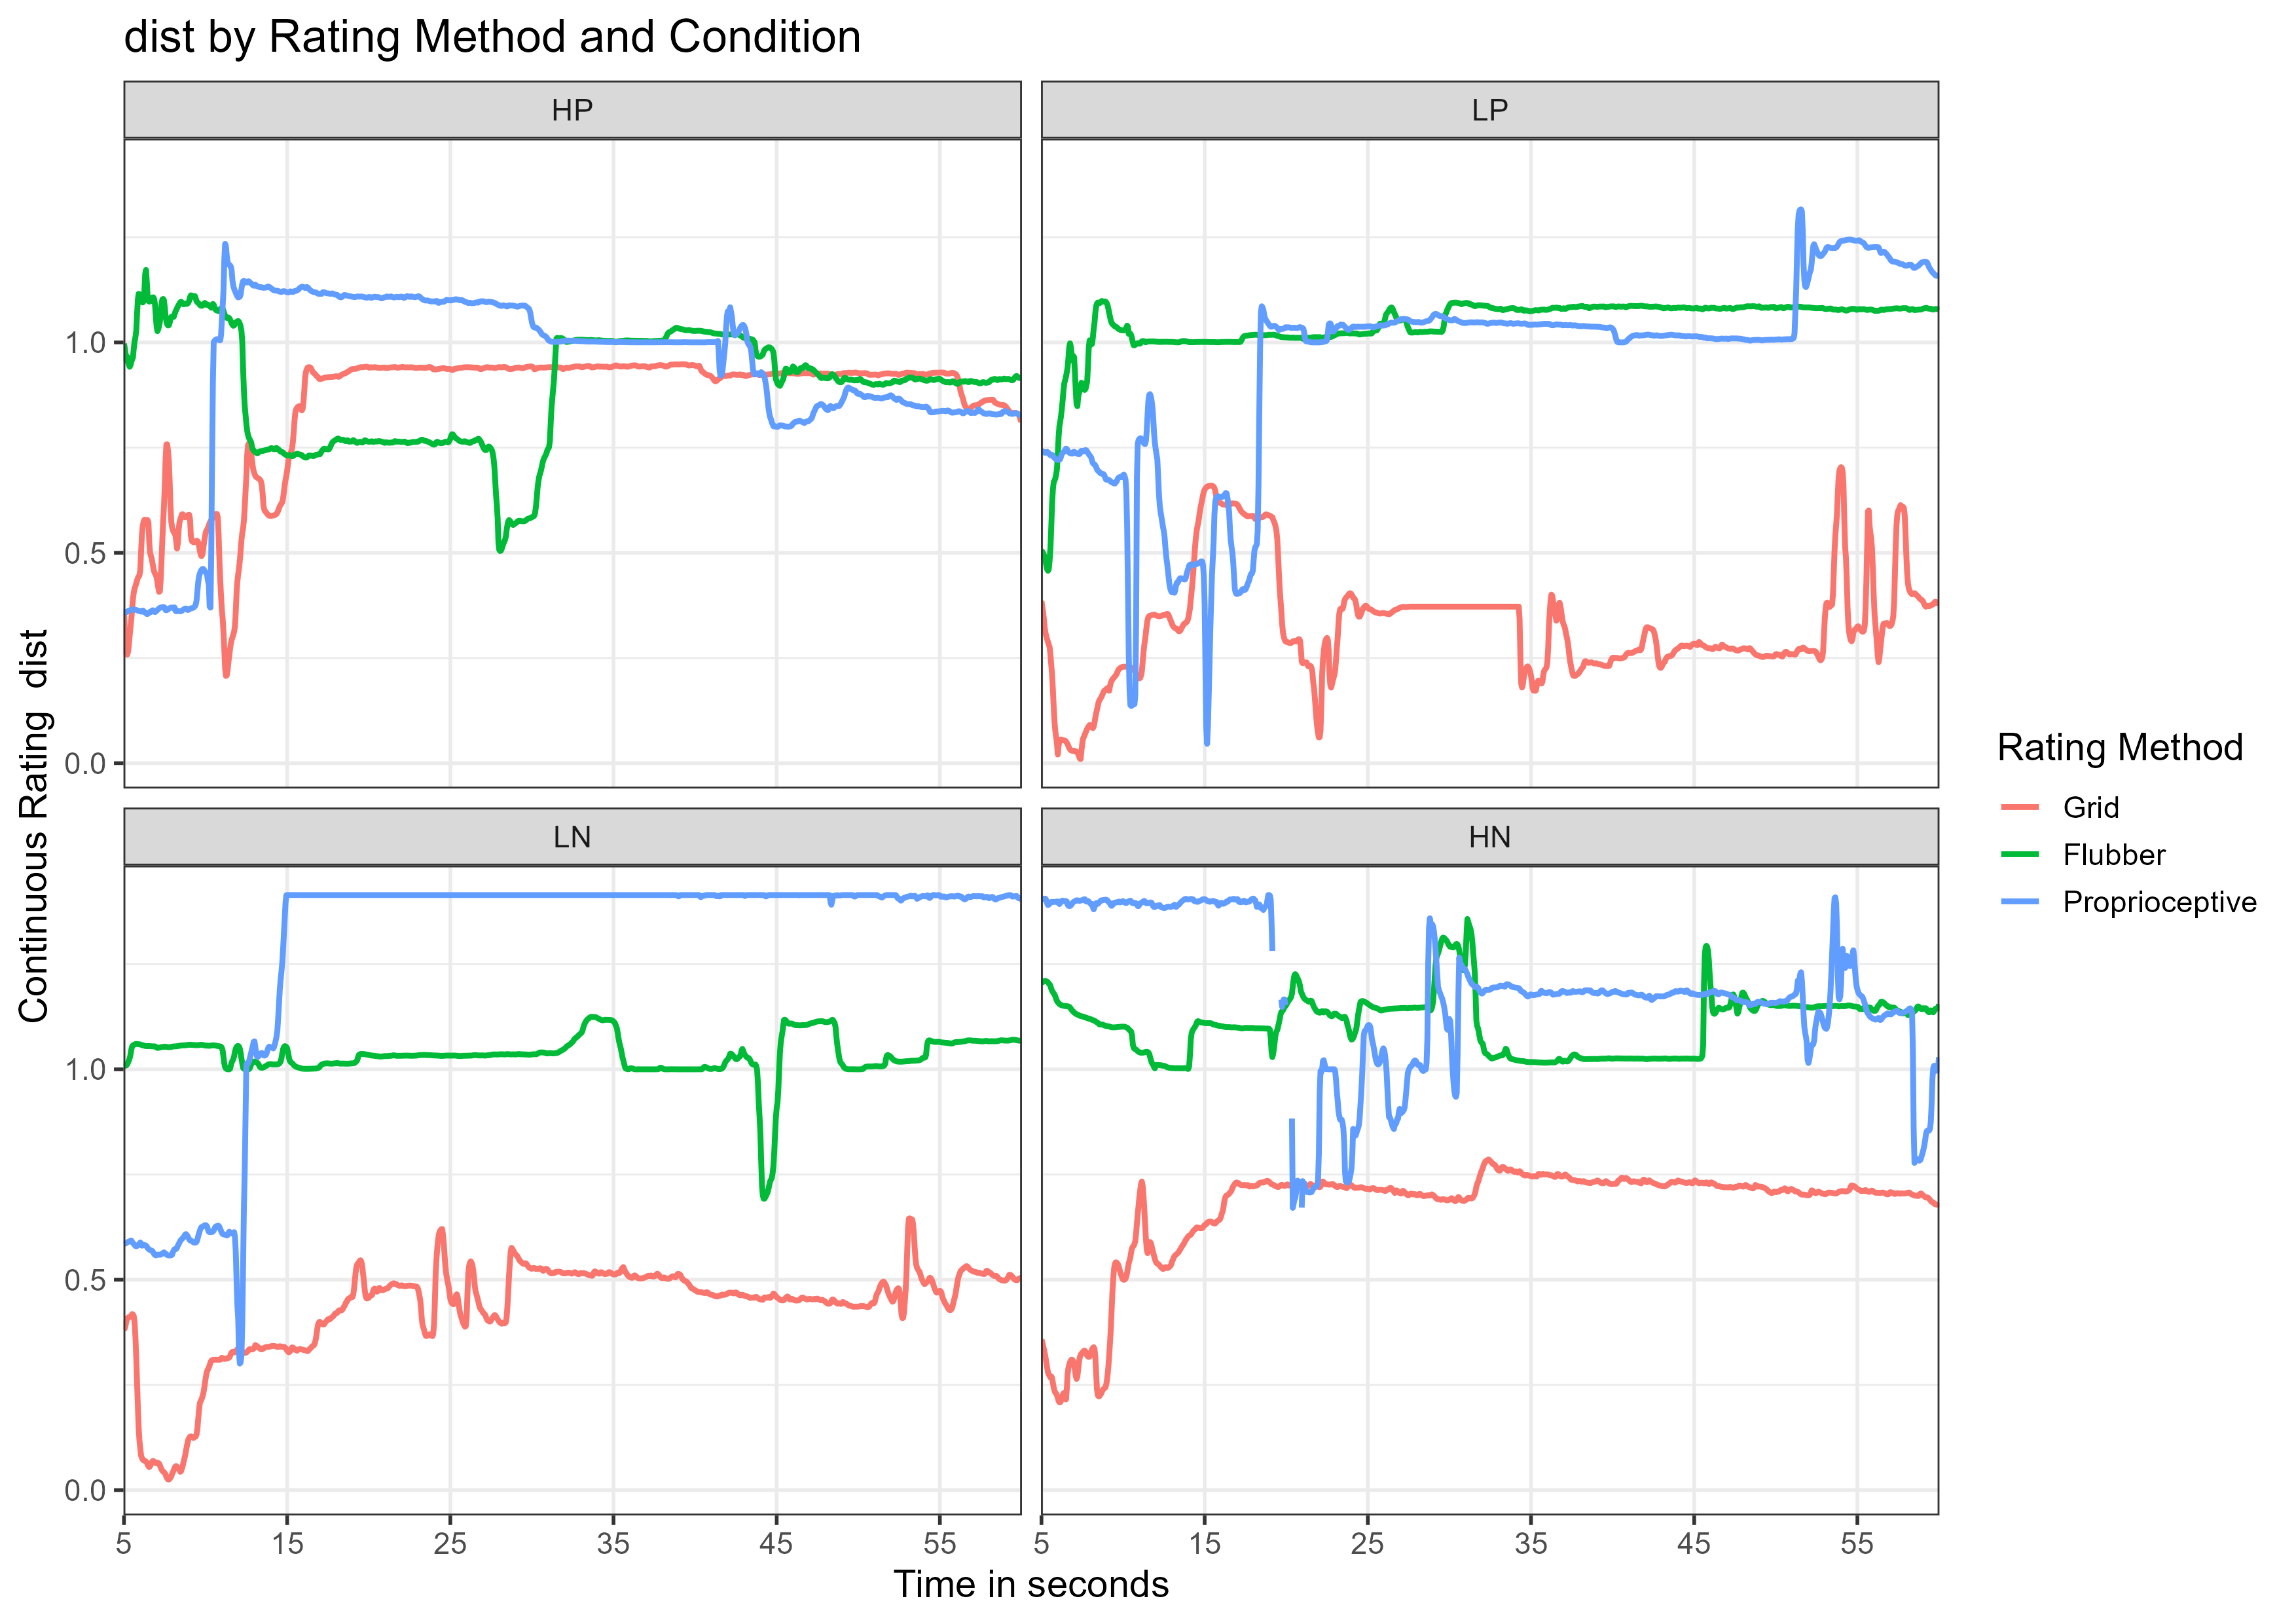 dist by Rating Method and Condition
HP
LP
1.0
0.5
0.0
LN
HN
1.0
0.5
0.0
5 15 25 35 45 55
5 15 25 35 45 55
Time in seconds
Continuous Rating  dist
Rating Method
Grid
Flubber
Proprioceptive